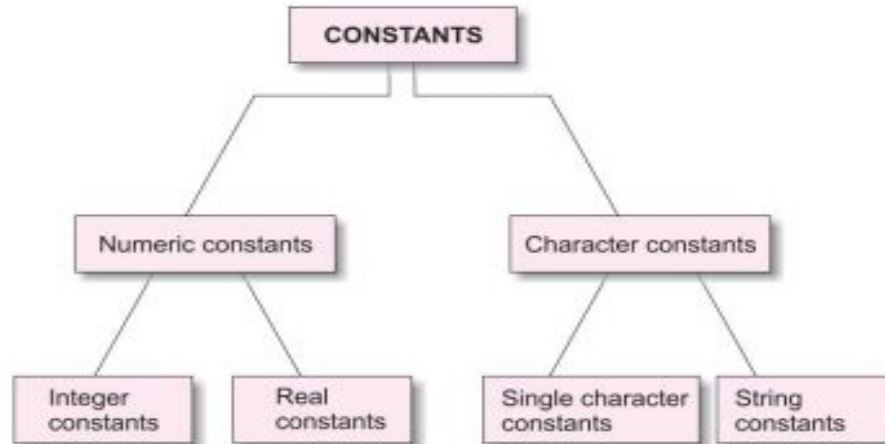 CONSTANTS
Numeric constants
Character constants
Integer
constants
Real
constants
Single character
constants
String
constants